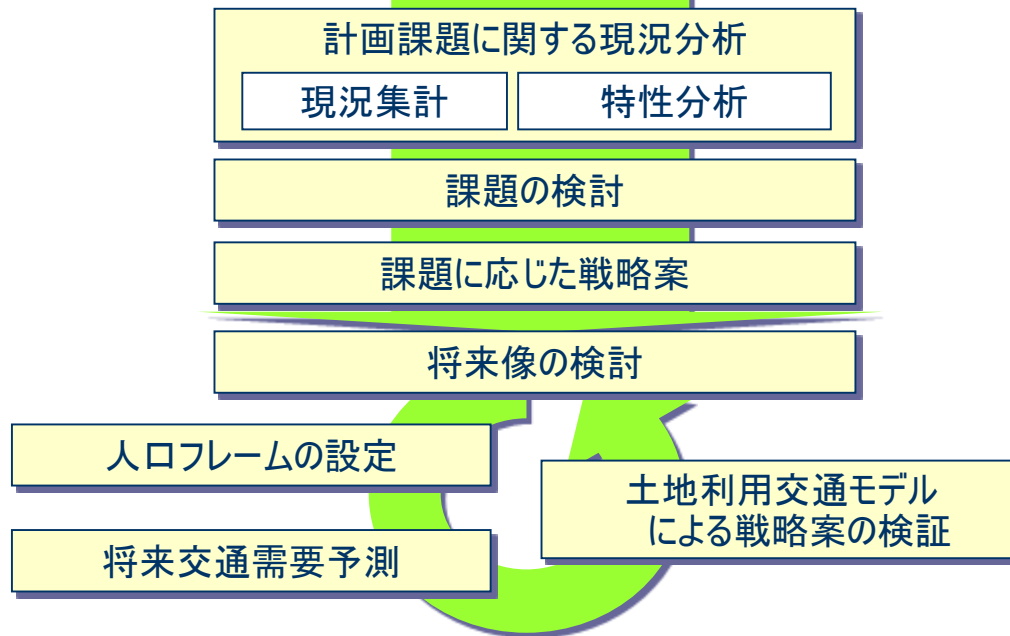 計画課題に関する現況分析
現況集計
特性分析
課題の検討
課題に応じた戦略案
将来像の検討
人口フレームの設定
将来交通需要予測
土地利用交通モデル
による戦略案の検証